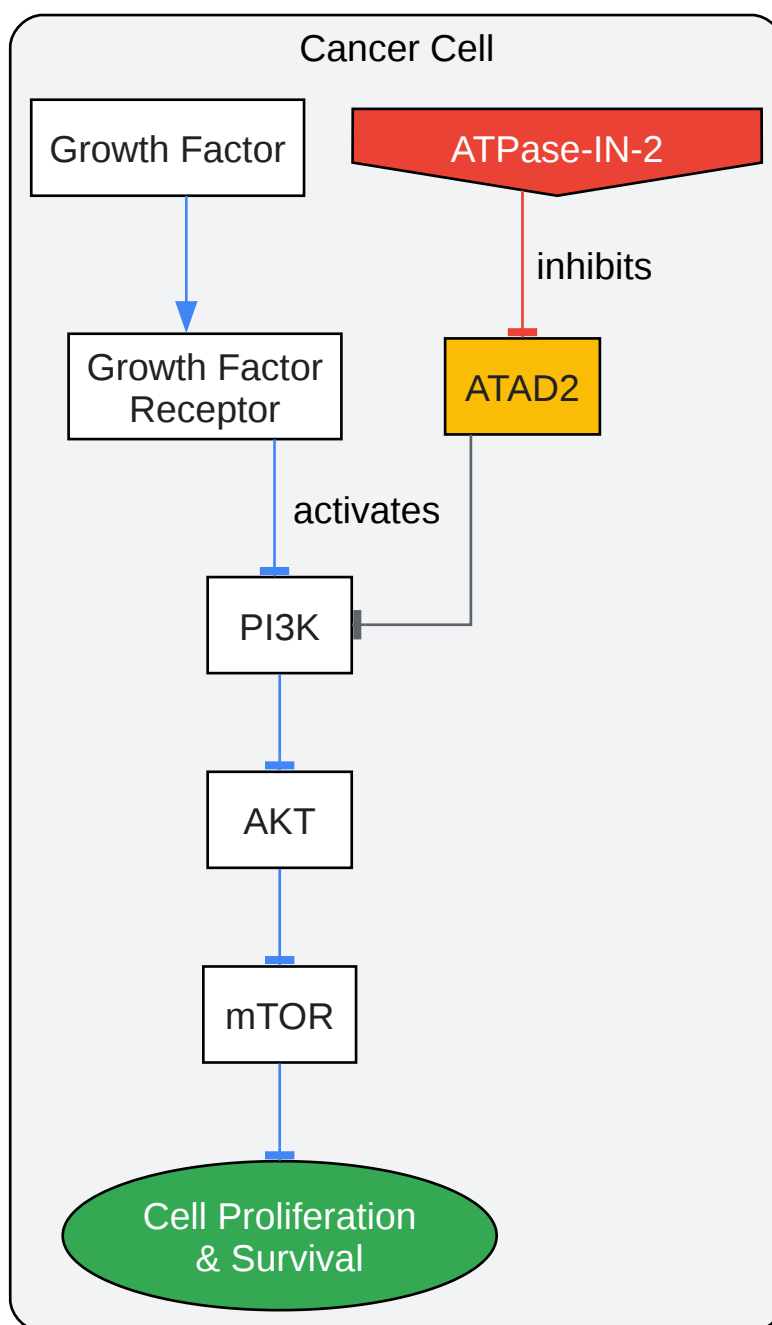 Cancer Cell
Growth Factor
ATPase-IN-2
inhibits
Growth Factor
Receptor
ATAD2
activates
PI3K
AKT
mTOR
Cell Proliferation
& Survival